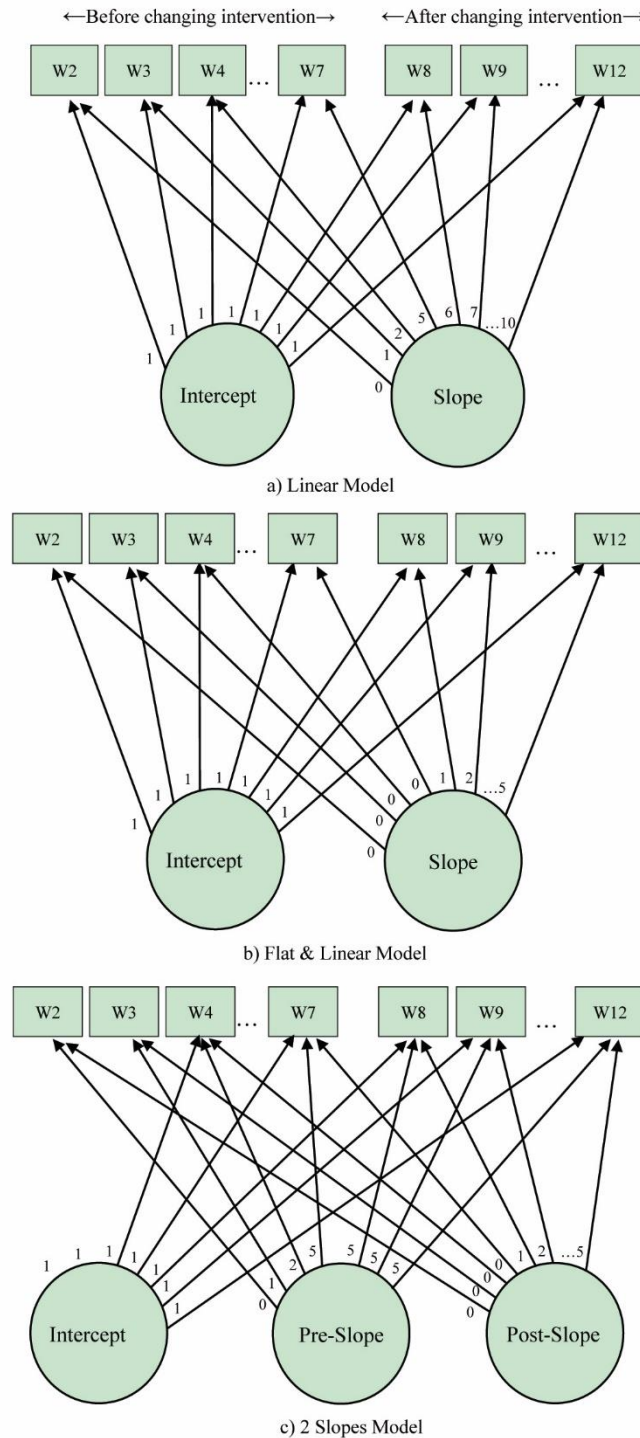 ←Before changing intervention→ ←After changing intervention→
W2 W3 W4 … W7 W8 W9 … W12
1 1 1 1 1 1 1 0 1 2 5 6 7 …10
Intercept Slope
a) Linear Model
W2 W3 W4 … W7 W8 W9 … W12
1 1 1 1 1 1 1 0 0 0 0 1 2 …5
Intercept Slope
b) Flat & Linear Model
W2 W3 W4 … W7 W8 W9 … W12
1 1 1 1 1 1 1 0 1 2 5 5 5 5 0 0 0 0 1 2 …5
Intercept Pre-Slope Post-Slope
c) 2 Slopes Model